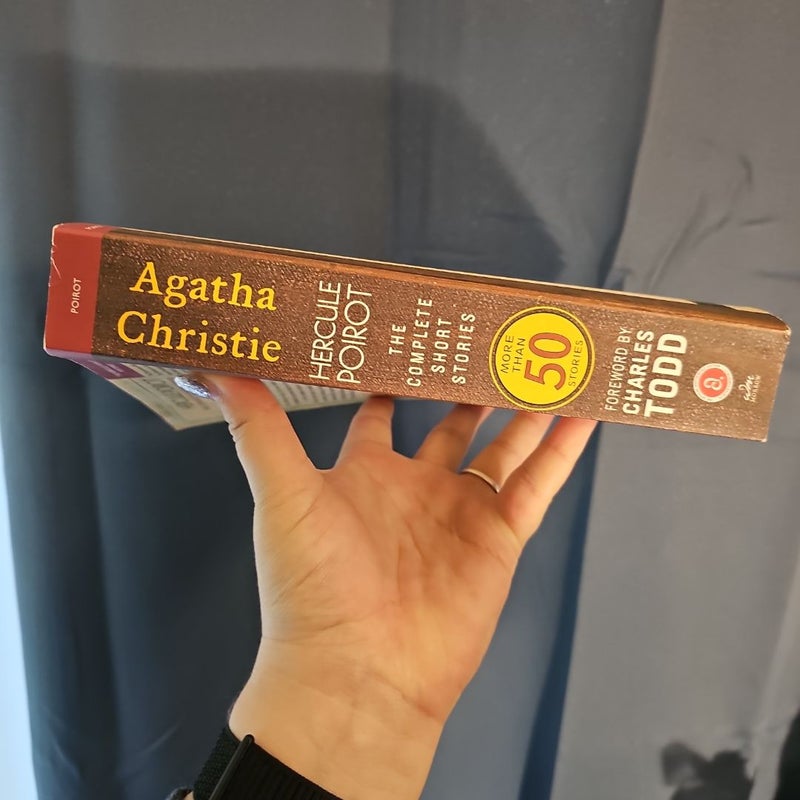 POIROT
Agatha
Christie
HERCULE
POIROT
THE
COMPLETE
SHORT
STORIES
MORE
THAN
50
STORIES
FOREWORD BY
CHARLES
TODD
a